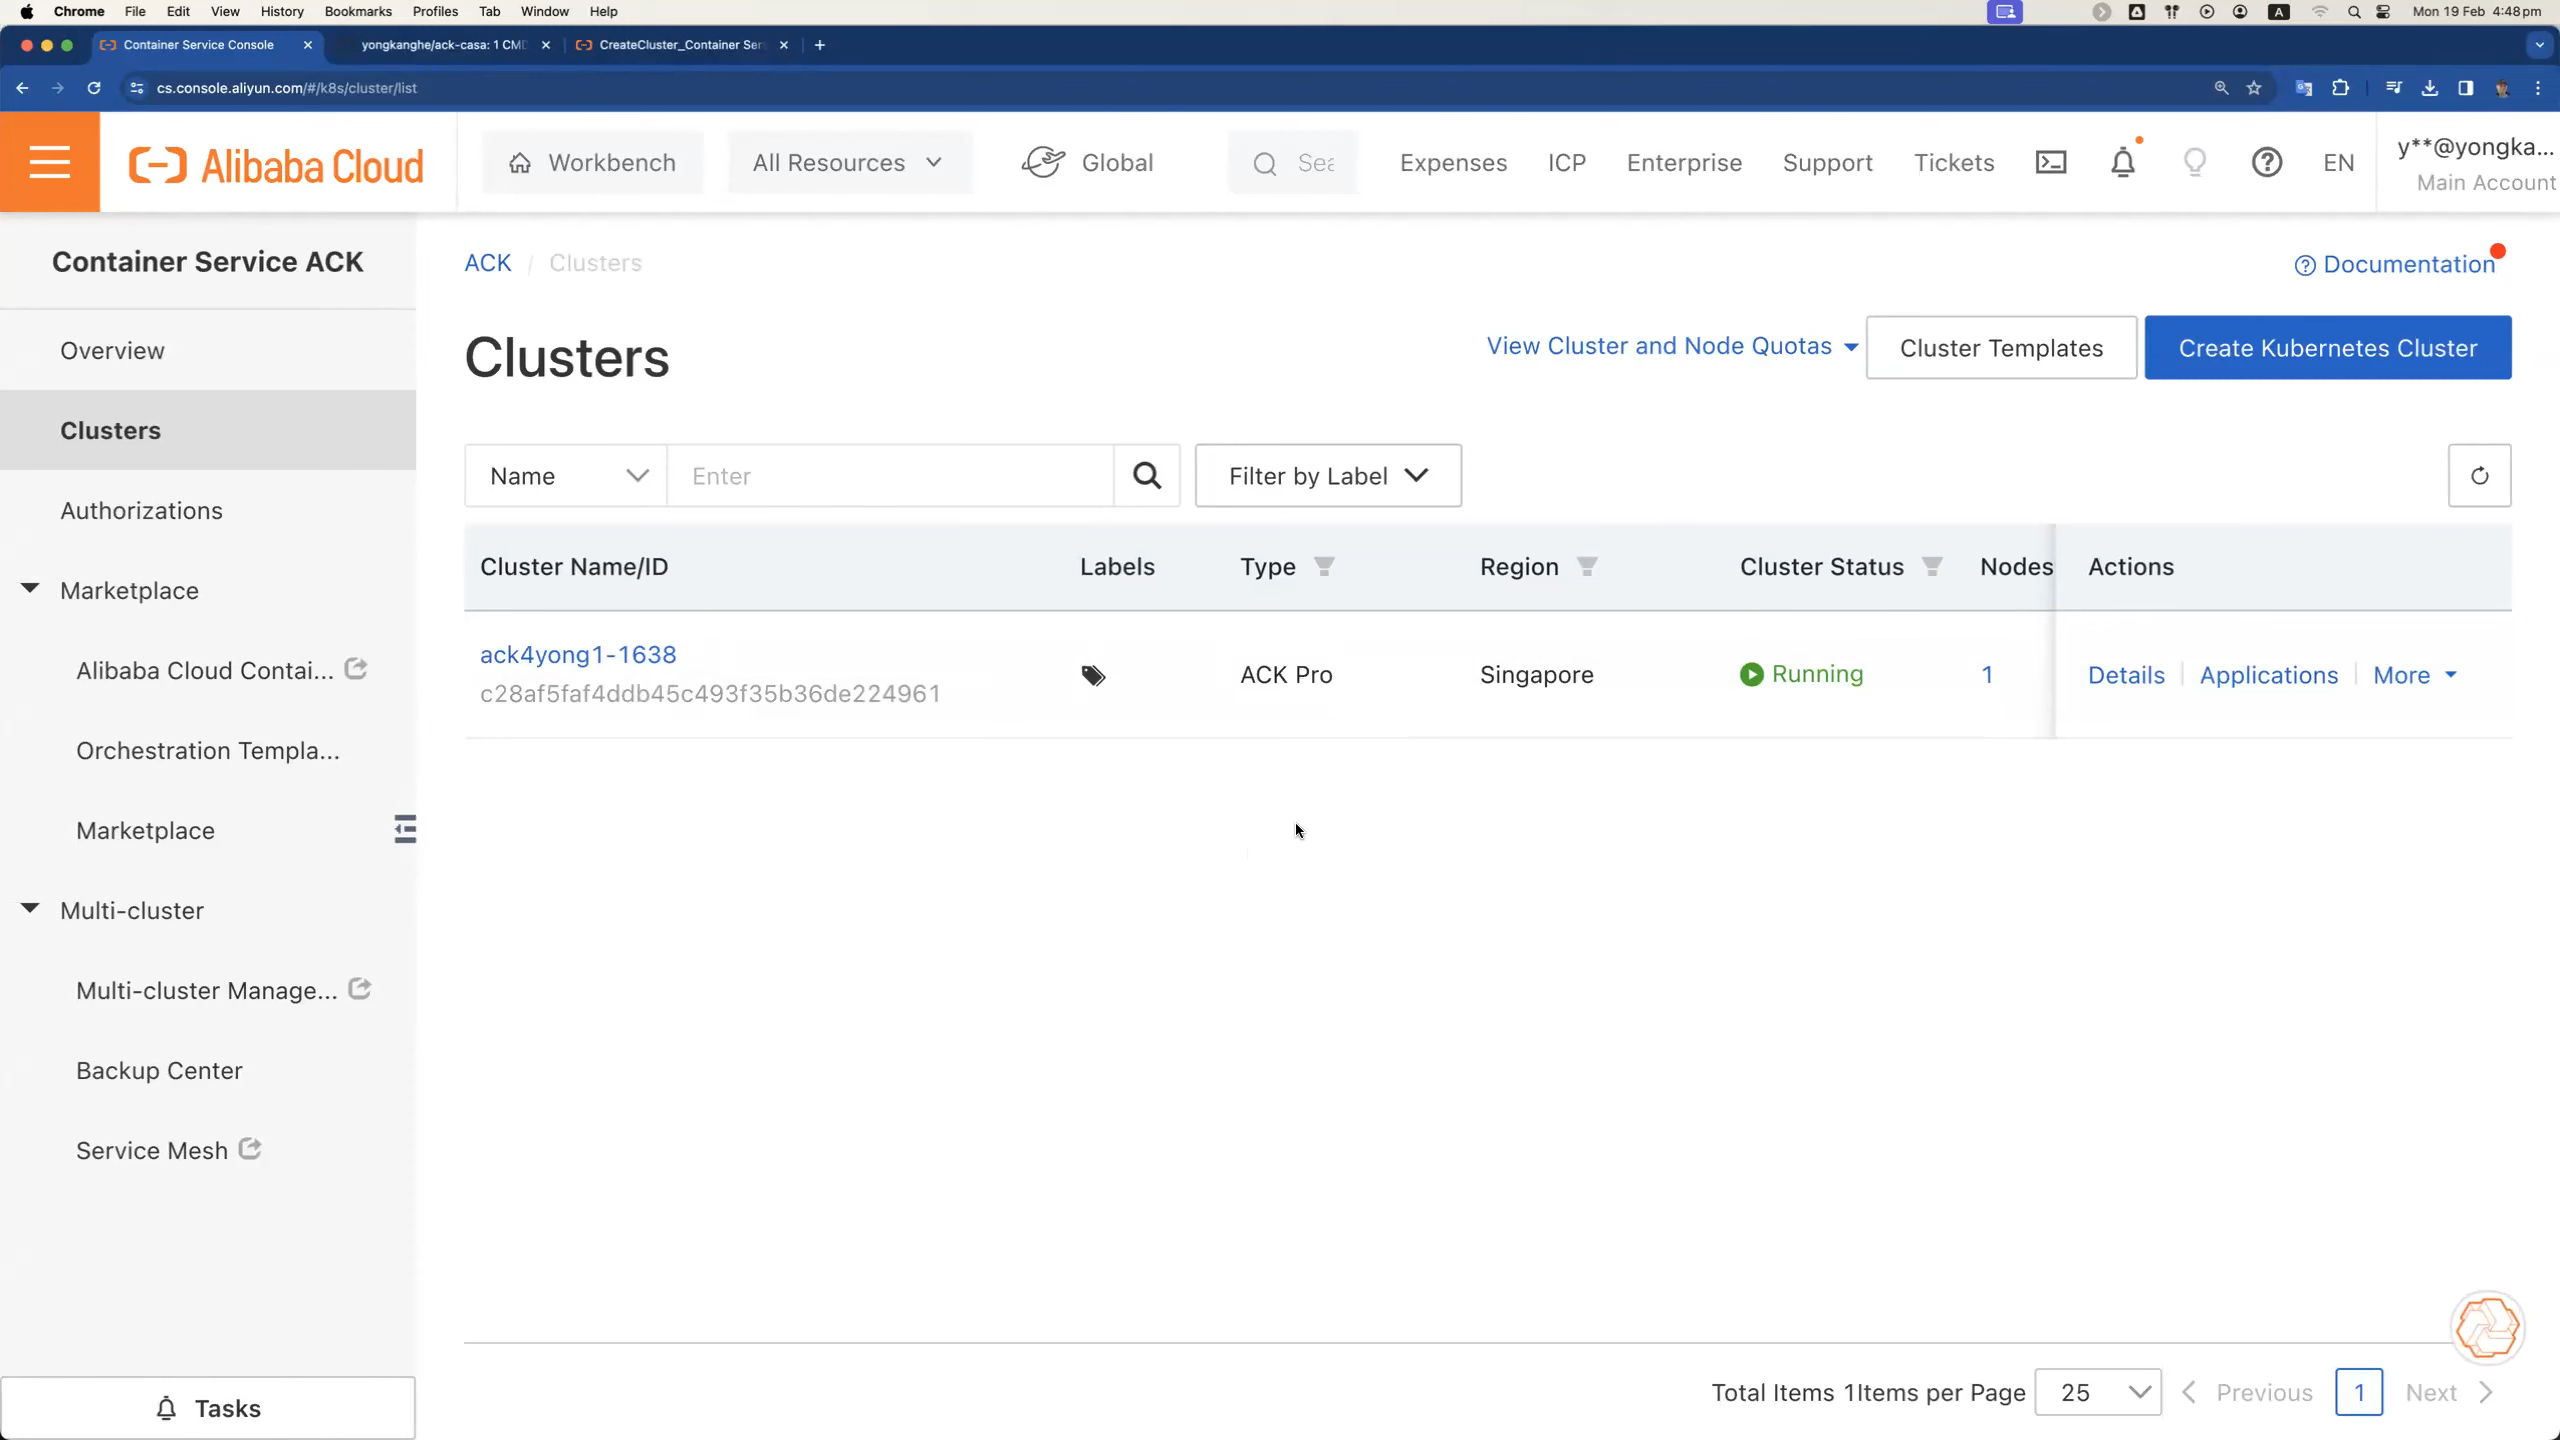 Chrome File Edit View History Bookmarks Profiles Tab Window Help
A Mon 19 Feb 4:48 pm
Container Service Console yongkanghe/ack-casa: 1 CMD CreateCluster_Container Ser
cs.console.aliyun.com/#/k8s/cluster/list
Alibaba Cloud Workbench All Resources Global Sea Expenses ICP Enterprise Support Tickets EN
y**@yongka...
Main Account
Container Service ACK
Overview
Clusters
Authorizations
Marketplace
Alibaba Cloud Contai...
Orchestration Templa...
Marketplace
Multi-cluster
Multi-cluster Manage...
Backup Center
Service Mesh
Tasks
ACK / Clusters
Documentation
Clusters
View Cluster and Node Quotas Cluster Templates Create Kubernetes Cluster
Name Enter Filter by Label
Cluster Name/ID Labels Type Region Cluster Status Nodes Actions
ack4yong1-1638
c28af5faf4ddb45c493f35b36de224961
ACK Pro Singapore Running 1 Details Applications More
Total Items 1Items per Page 25 Previous 1 Next